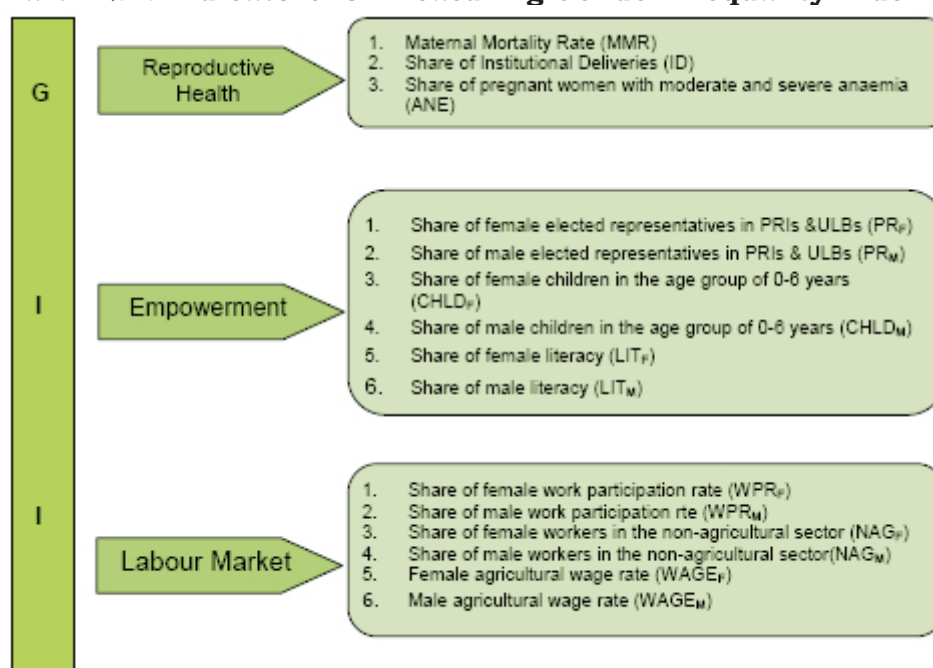 G
I
I
Reproductive
Health
1. Maternal Mortality Rate (MMR)
2. Share of Institutional Deliveries (ID)
3. Share of pregnant women with moderate and severe anaemia
(ANE)
Empowerment
1. Share of female elected representatives in PRIs &ULBs (PRF)
2. Share of male elected representatives in PRIs & ULBs (PRM)
3. Share of female children in the age group of 0-6 years
(CHLDF)
4. Share of male children in the age group of 0-6 years (CHLDM)
5. Share of female literacy (LITF)
6. Share of male literacy (LITM)
Labour Market
1. Share of female work participation rate (WPRF)
2. Share of male work participation rte (WPRM)
3. Share of female workers in the non-agricultural sector (NAGF)
4. Share of male workers in the non-agricultural sector(NAGM)
5. Female agricultural wage rate (WAGEF)
6. Male agricultural wage rate (WAGEM)